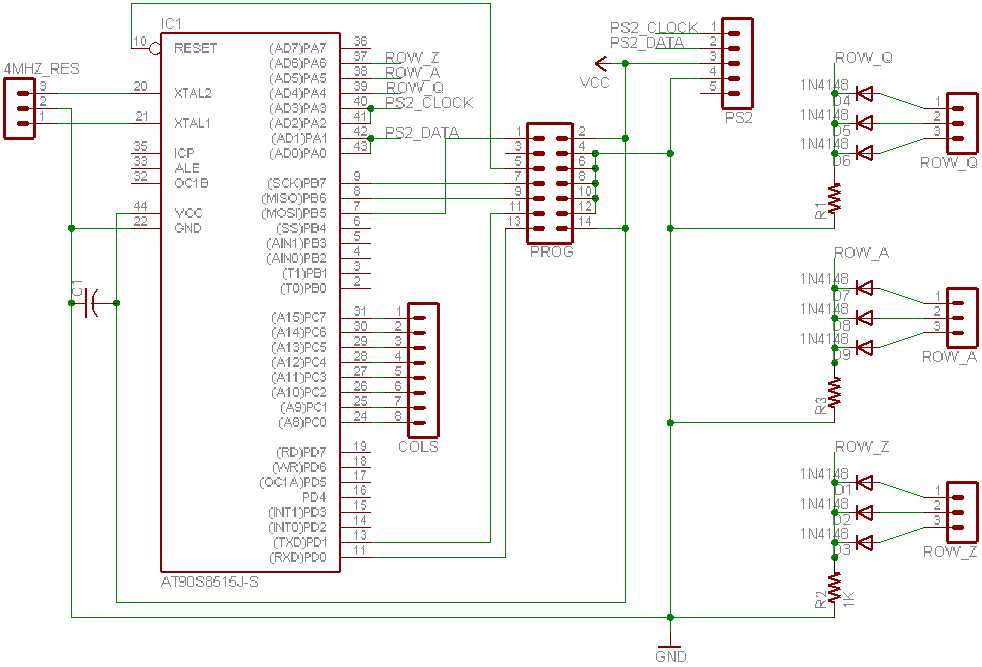 IC1
4MHZ_RES
3
2
1
10 RESET
20 XTAL2
21 XTAL1
35 ICP
33 ALE
32 OC1B
44 VCC
22 GND
C1
(AD7)PA7 36
(AD6)PA6 37 ROW_Z
(AD5)PA5 38 ROW_A
(AD4)PA4 39 ROW_Q
(AD3)PA3 40 PS2_CLOCK
(AD2)PA2 41
(AD1)PA1 42 PS2_DATA
(AD0)PA0 43
(SCK)PB7 9
(MISO)PB6 8
(MOSI)PB5 7
(SS)PB4 6
(AIN1)PB3 5
(AIN0)PB2 4
(T1)PB1 3
(T0)PB0 2
(A15)PC7 31 1
(A14)PC6 30 2
(A13)PC5 29 3
(A12)PC4 28 4
(A11)PC3 27 5
(A10)PC2 26 6
(A9)PC1 25 7
(A8)PC0 24 8
COLS
(RD)PD7 19
(WR)PD6 18
(OC1A)PD5 17
PD4 16
(INT1)PD3 15
(INT0)PD2 14
(TXD)PD1 13
(RXD)PD0 11
AT90S8515J-S
1 2
3 4
5 6
7 8
9 10
11 12
13 14
PROG
PS2_CLOCK 1
PS2_DATA 2
3
4
5
VCC
PS2
ROW_Q
1N4148
D4
1N4148
D5
1N4148
D6
1
2
3
ROW_Q
R1
ROW_A
1N4148
D7
1N4148
D8
1N4148
D9
1
2
3
ROW_A
R3
ROW_Z
1N4148
D1
1N4148
D2
1N4148
D3
1
2
3
ROW_Z
R2
1K
GND